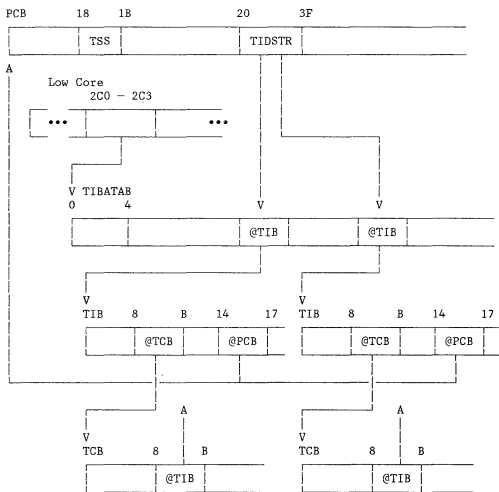 PCB 18 1B 20 3F
TSS TIDSTR
A
Low Core
2C0 - 2C3
••• •••
V TIBATAB
0 4 V V
@TIB @TIB
V V
TIB 8 B 14 17 TIB 8 B 14 17
@TCB @PCB @TCB @PCB
A A
V V
TCB 8 B TCB 8 B
@TIB @TIB